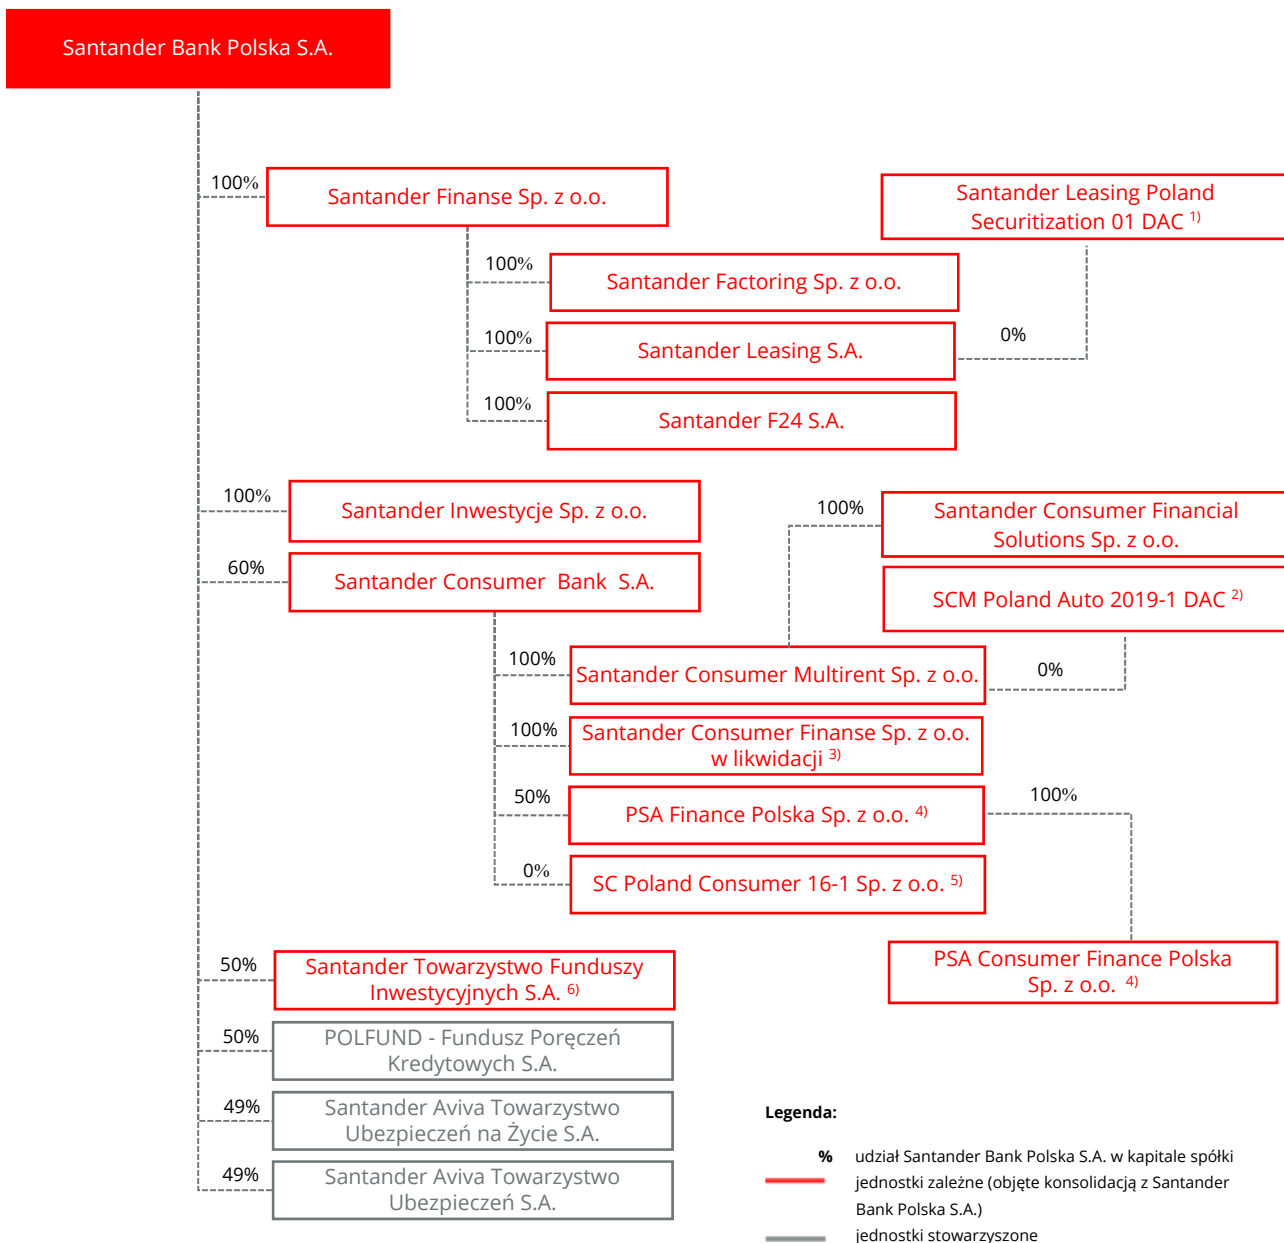 Santander Bank Polska S.A.
100%
Santander Finanse Sp. z o.o.
Santander Leasing Poland
Securitization 01 DAC 1)
100%
Santander Factoring Sp. z o.o.
100%
Santander Leasing S.A.
0%
100%
Santander F24 S.A.
100%
Santander Inwestycje Sp. z o.o.
100%
Santander Consumer Financial
Solutions Sp. z o.o.
60%
Santander Consumer Bank S.A.
SCM Poland Auto 2019-1 DAC 2)
100%
Santander Consumer Multirent Sp. z o.o.
0%
100%
Santander Consumer Finanse Sp. z o.o.
w likwidacji 3)
50%
PSA Finance Polska Sp. z o.o. 4)
100%
0%
SC Poland Consumer 16-1 Sp. z o.o. 5)
50%
Santander Towarzystwo Funduszy
Inwestycyjnych S.A. 6)
PSA Consumer Finance Polska
Sp. z o.o. 4)
50%
POLFUND - Fundusz Poręczeń
Kredytowych S.A.
49%
Santander Aviva Towarzystwo
Ubezpieczeń na Życie S.A.
49%
Santander Aviva Towarzystwo
Ubezpieczeń S.A.
Legenda:
% udział Santander Bank Polska S.A. w kapitale spółki
jednostki zależne (objęte konsolidacją z Santander
Bank Polska S.A.)
jednostki stowarzyszone